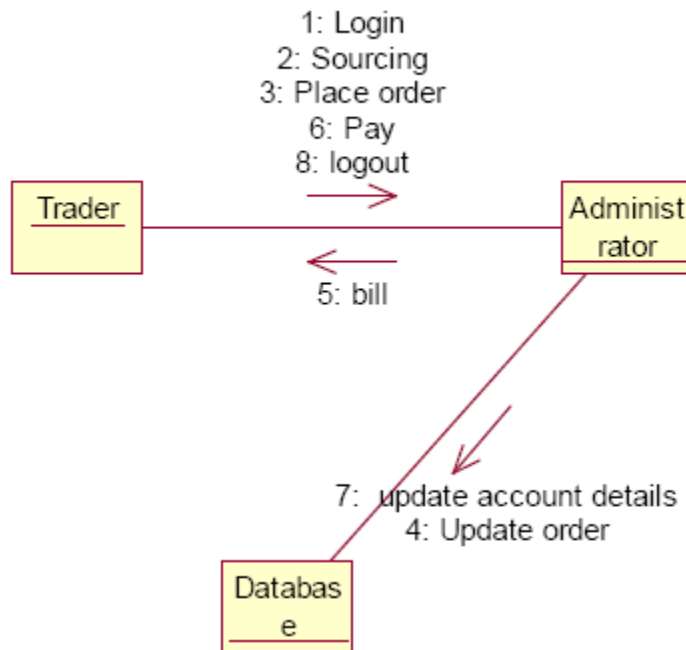 1: Login
2: Sourcing
3: Place order
6: Pay
8: logout
Trader
Administ
rator
5: bill
7:  update account details
4: Update order
Databas
e